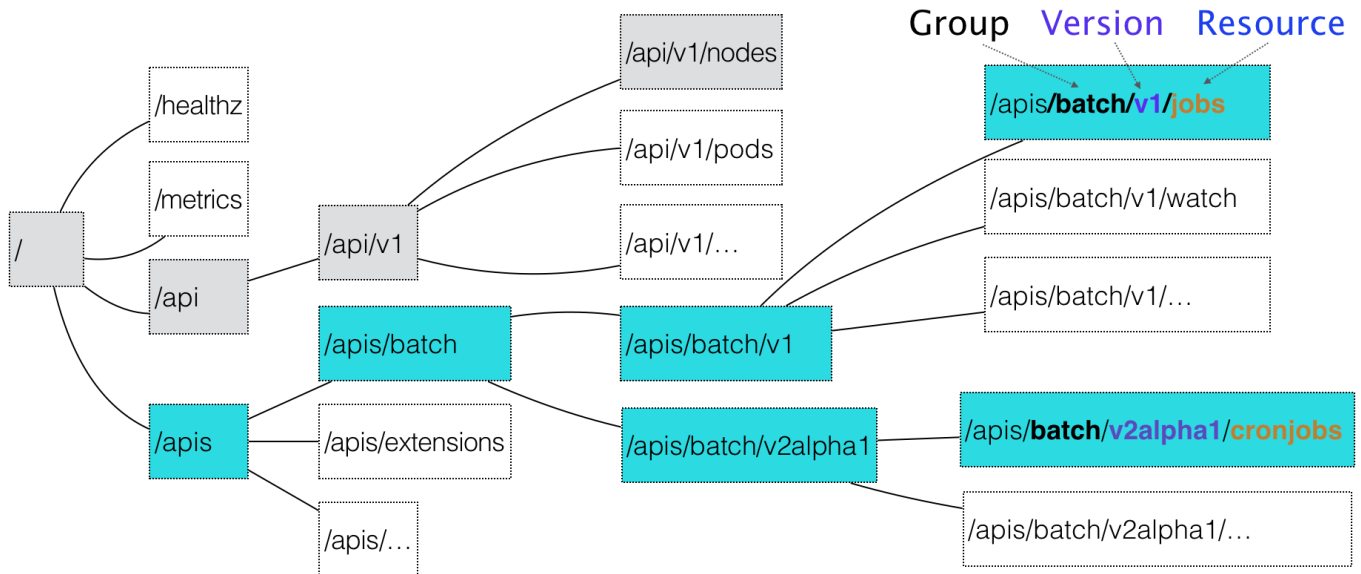 Group Version Resource
/
/healthz
/metrics
/api
/apis
/api/v1
/apis/batch
/apis/extensions
/apis/…
/api/v1/nodes
/api/v1/pods
/api/v1/…
/apis/batch/v1
/apis/batch/v2alpha1
/apis/batch/v1/jobs
/apis/batch/v1/watch
/apis/batch/v1/…
/apis/batch/v2alpha1/cronjobs
/apis/batch/v2alpha1/…